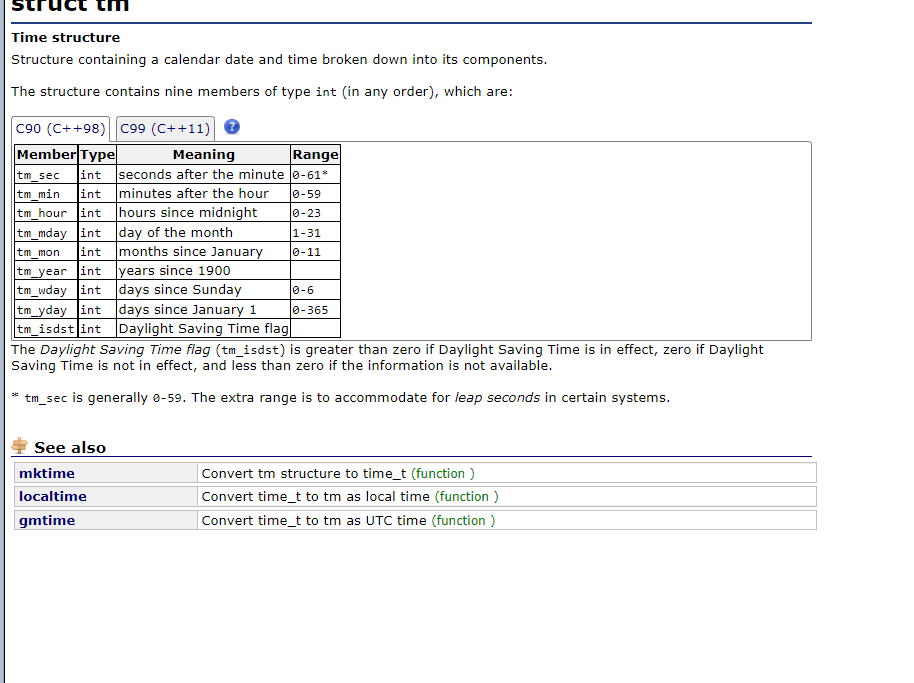 struct tm
Time structure
Structure containing a calendar date and time broken down into its components.
The structure contains nine members of type int (in any order), which are:
C90 (C++98) C99 (C++11) ?
Member Type Meaning Range
tm_sec int seconds after the minute 0-61*
tm_min int minutes after the hour 0-59
tm_hour int hours since midnight 0-23
tm_mday int day of the month 1-31
tm_mon int months since January 0-11
tm_year int years since 1900
tm_wday int days since Sunday 0-6
tm_yday int days since January 1 0-365
tm_isdst int Daylight Saving Time flag
The Daylight Saving Time flag (tm_isdst) is greater than zero if Daylight Saving Time is in effect, zero if Daylight
Saving Time is not in effect, and less than zero if the information is not available.
* tm_sec is generally 0-59. The extra range is to accommodate for leap seconds in certain systems.
See also
mktime Convert tm structure to time_t (function )
localtime Convert time_t to tm as local time (function )
gmtime Convert time_t to tm as UTC time (function )